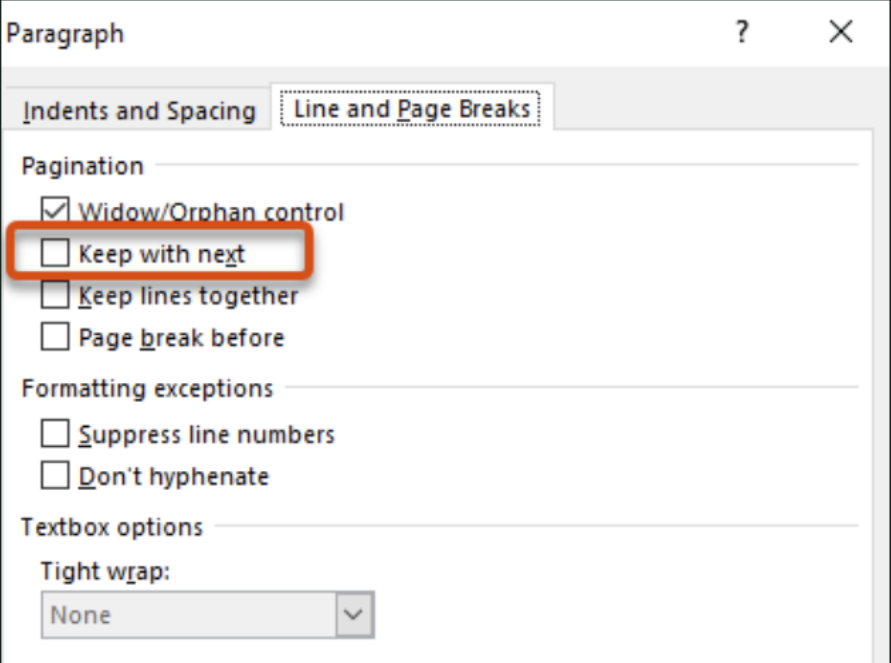 Paragraph ?
Indents and Spacing Line and Page Breaks
Pagination
Widow/Orphan control
Keep with next
Keep lines together
Page break before
Formatting exceptions
Suppress line numbers
Don't hyphenate
Textbox options
Tight wrap:
None